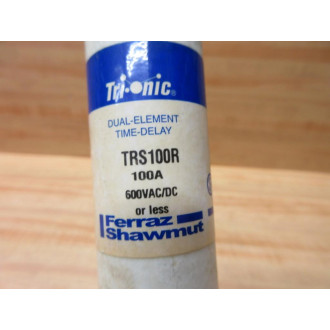 Tri-onic®
DUAL-ELEMENT
TIME-DELAY
TRS100R
100A
600VAC/DC
or less
Ferraz
Shawmut